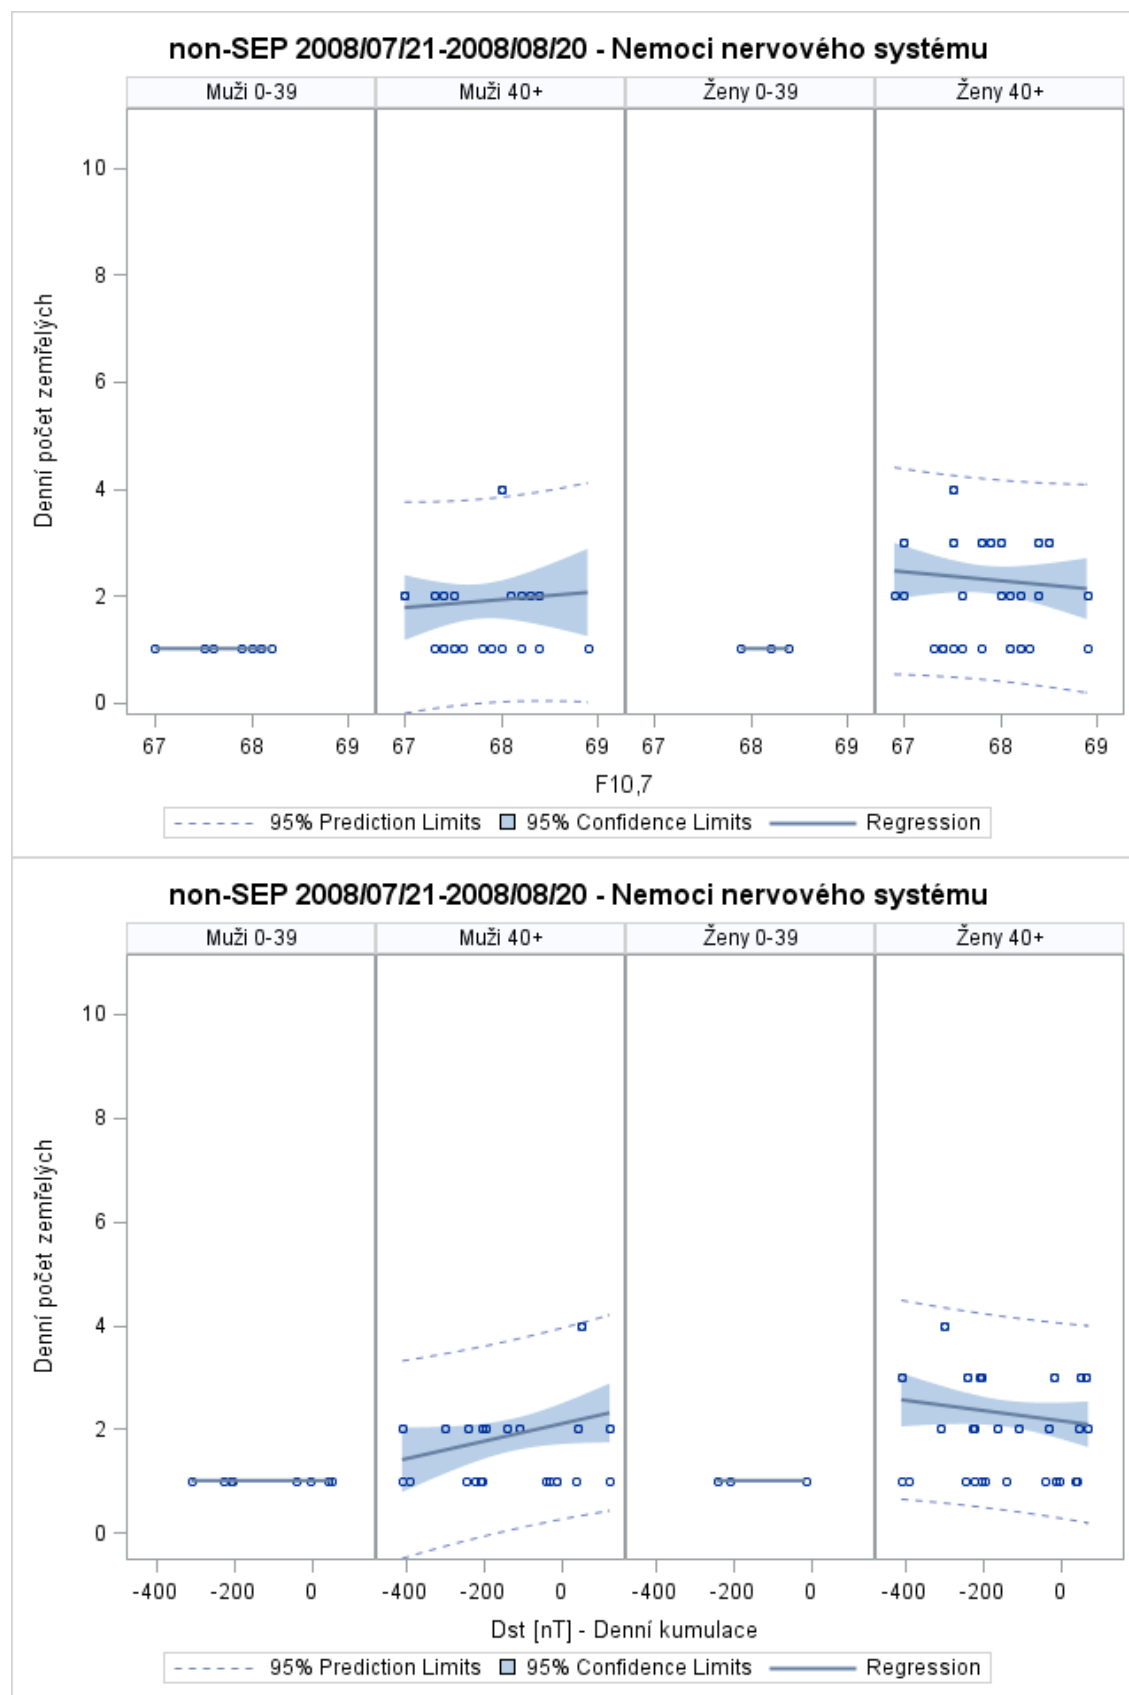 non-SEP 2008/07/21-2008/08/20 - Nemoci nervového systému
Muži 0-39 Muži 40+ Ženy 0-39 Ženy 40+
Denní počet zemřelých
10
8
6
4
2
0
67 68 69 67 68 69 67 68 69 67 68 69
F10,7
95% Prediction Limits 95% Confidence Limits Regression
non-SEP 2008/07/21-2008/08/20 - Nemoci nervového systému
Muži 0-39 Muži 40+ Ženy 0-39 Ženy 40+
Denní počet zemřelých
10
8
6
4
2
0
-400 -200 0 -400 -200 0 -400 -200 0 -400 -200 0
Dst [nT] - Denní kumulace
95% Prediction Limits 95% Confidence Limits Regression